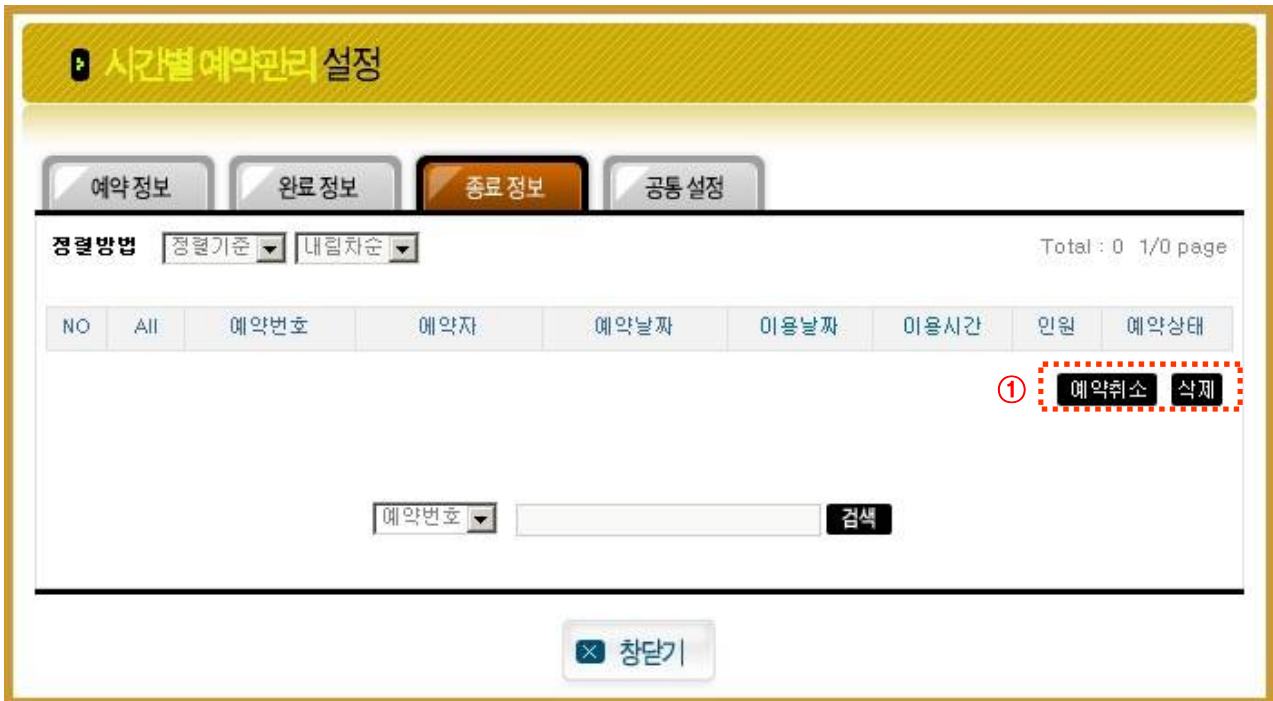 시간별 예약관리 설정
예약 정보 완료 정보 종료 정보 공통 설정
정렬방법 정렬기준 내림차순 Total : 0 1/0 page
NO All 예약번호 예약자 예약날짜 이용날짜 이용시간 인원 예약상태
① 예약취소 삭제
예약번호 검색
창닫기